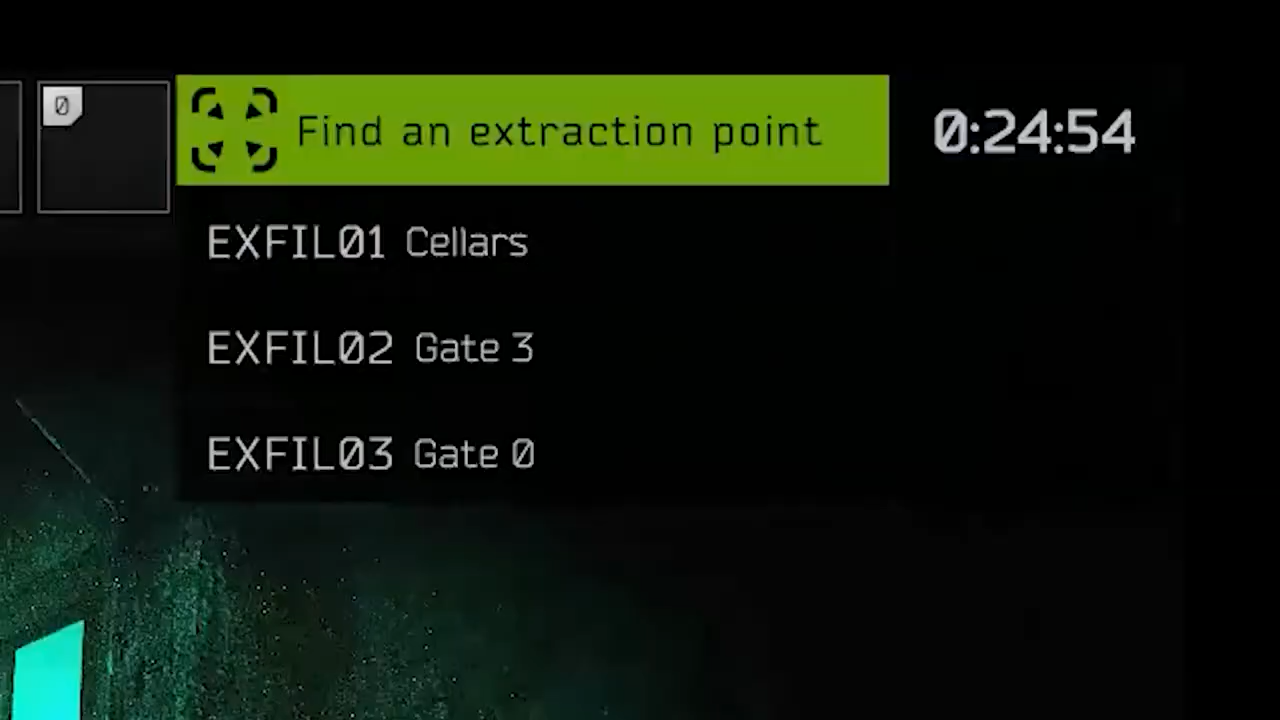 0
Find an extraction point 0:24:54
EXFIL01 Cellars
EXFIL02 Gate 3
EXFIL03 Gate 0